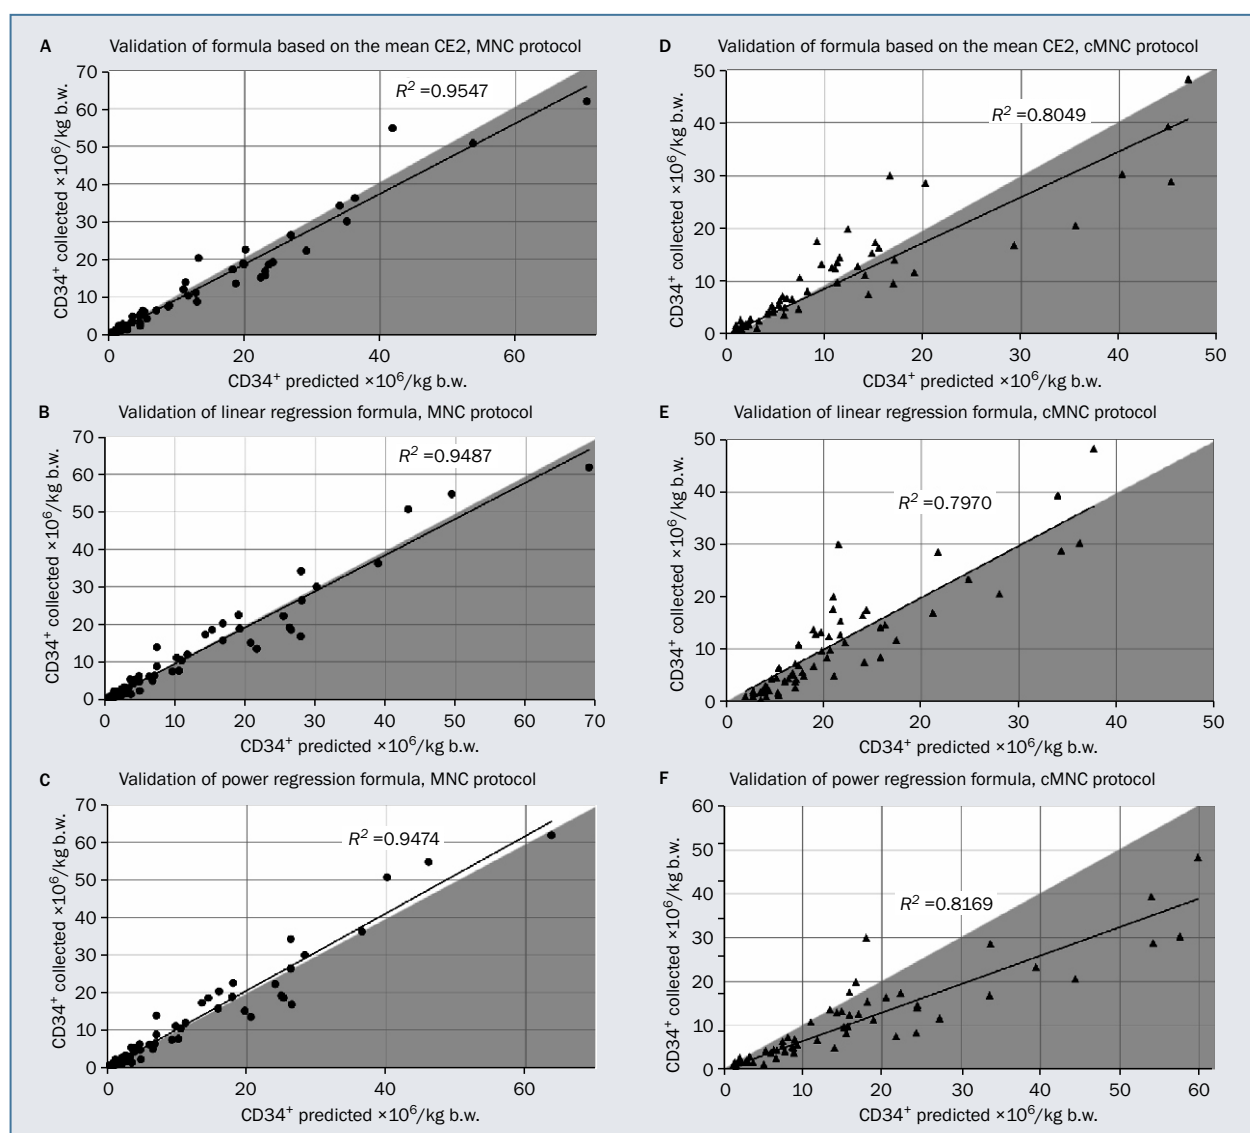 A Validation of formula based on the mean CE2, MNC protocol
CD34⁺ collected ×10⁶/kg b.w.
70
60
50
40
30
20
10
0
R² =0.9547
0 20 40 60
CD34⁺ predicted ×10⁶/kg b.w.
B Validation of linear regression formula, MNC protocol
CD34⁺ collected ×10⁶/kg b.w.
70
60
50
40
30
20
10
0
R² =0.9487
0 10 20 30 40 50 60 70
CD34⁺ predicted ×10⁶/kg b.w.
C Validation of power regression formula, MNC protocol
CD34⁺ collected ×10⁶/kg b.w.
70
60
50
40
30
20
10
0
R² =0.9474
0 20 40 60
CD34⁺ predicted ×10⁶/kg b.w.
D Validation of formula based on the mean CE2, cMNC protocol
CD34⁺ collected ×10⁶/kg b.w.
50
40
30
20
10
0
R² =0.8049
0 10 20 30 40 50
CD34⁺ predicted ×10⁶/kg b.w.
E Validation of linear regression formula, cMNC protocol
CD34⁺ collected ×10⁶/kg b.w.
50
40
30
20
10
0
R² =0.7970
0 20 20 30 40 50
CD34⁺ predicted ×10⁶/kg b.w.
F Validation of power regression formula, cMNC protocol
CD34⁺ collected ×10⁶/kg b.w.
60
50
40
30
20
10
0
R² =0.8169
0 10 20 30 40 50 60
CD34⁺ predicted ×10⁶/kg b.w.